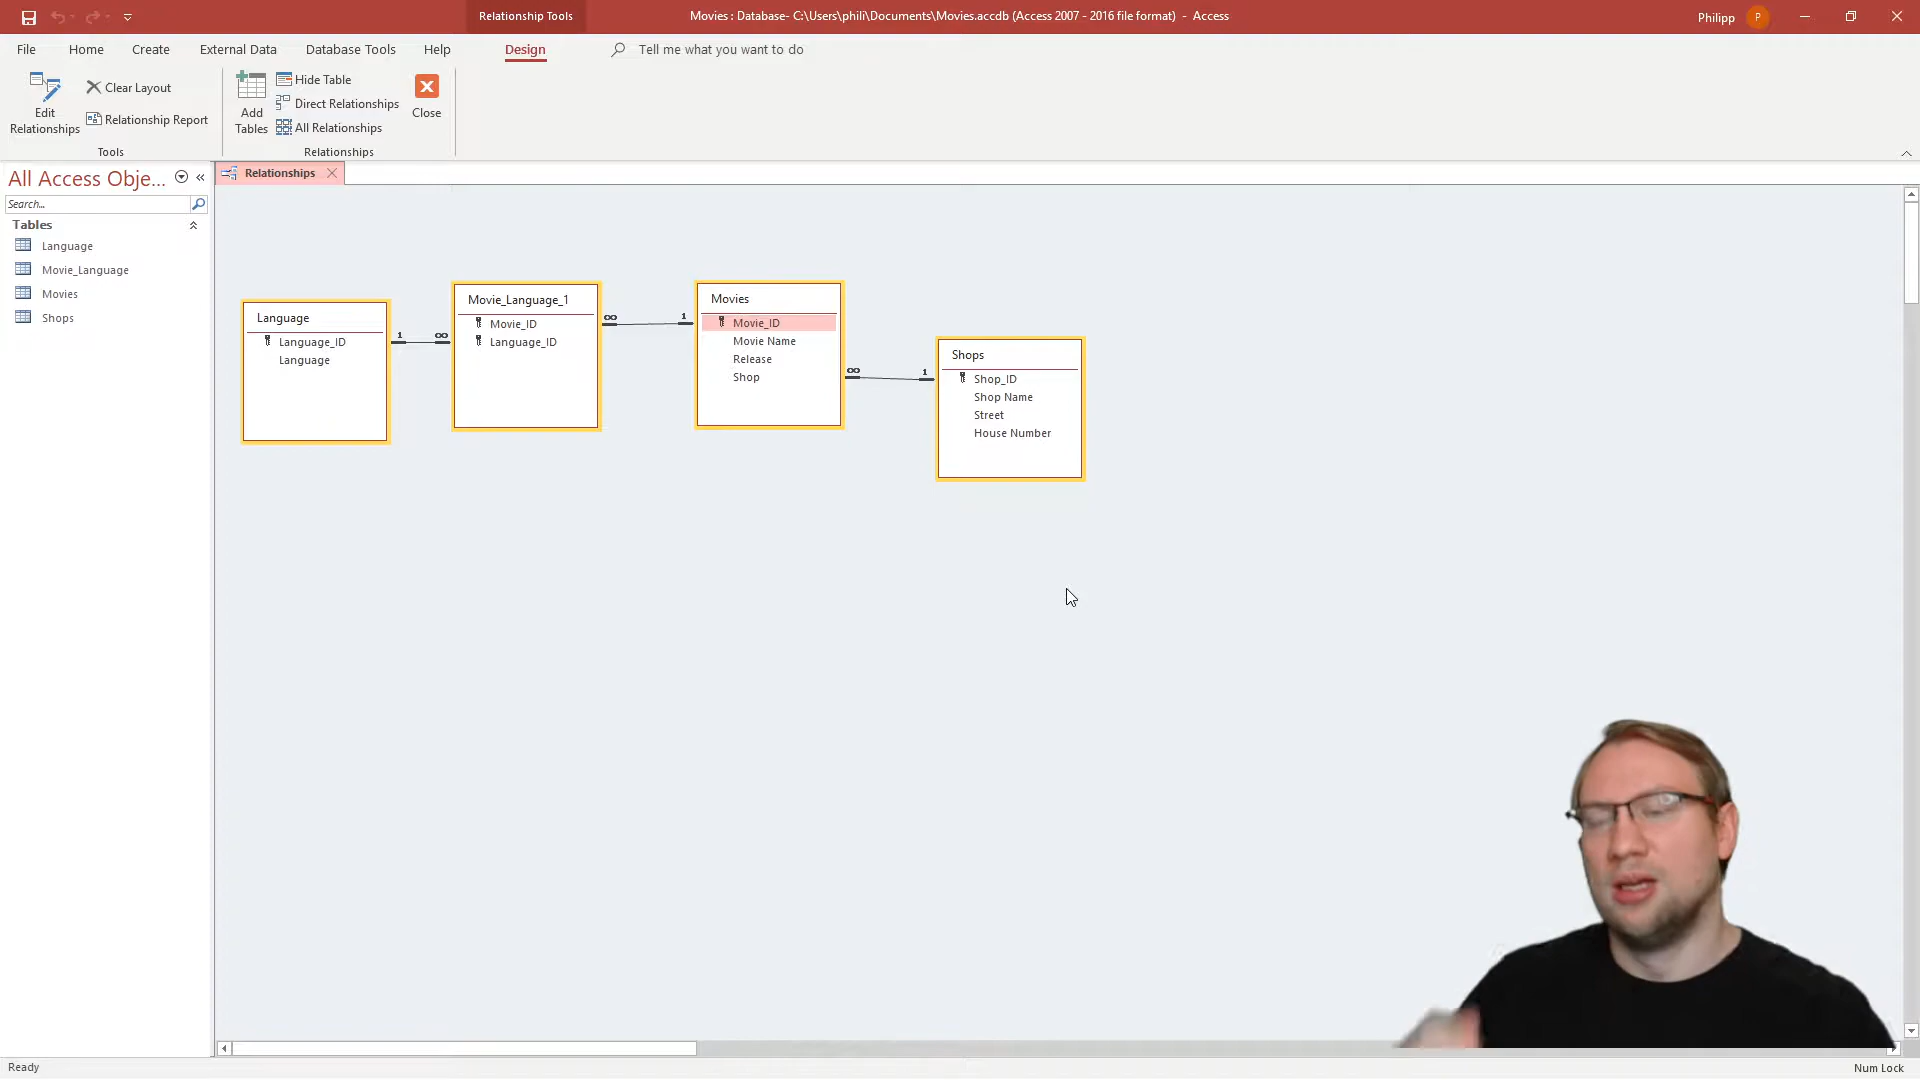 Relationship Tools
Movies : Database- C:\Users\phili\Documents\Movies.accdb (Access 2007 - 2016 file format) - Access
Philipp
P
File
Home
Create
External Data
Database Tools
Help
Design
Tell me what you want to do
Edit
Relationships
Clear Layout
Relationship Report
Add
Tables
Hide Table
Direct Relationships
All Relationships
Close
Tools
Relationships
All Access Obje...
Search...
Tables
Language
Movie_Language
Movies
Shops
Relationships
Language
Language_ID
Language
1
∞
Movie_Language_1
Movie_ID
Language_ID
∞
1
Movies
Movie_ID
Movie Name
Release
Shop
∞
1
Shops
Shop_ID
Shop Name
Street
House Number
Ready
Num Lock